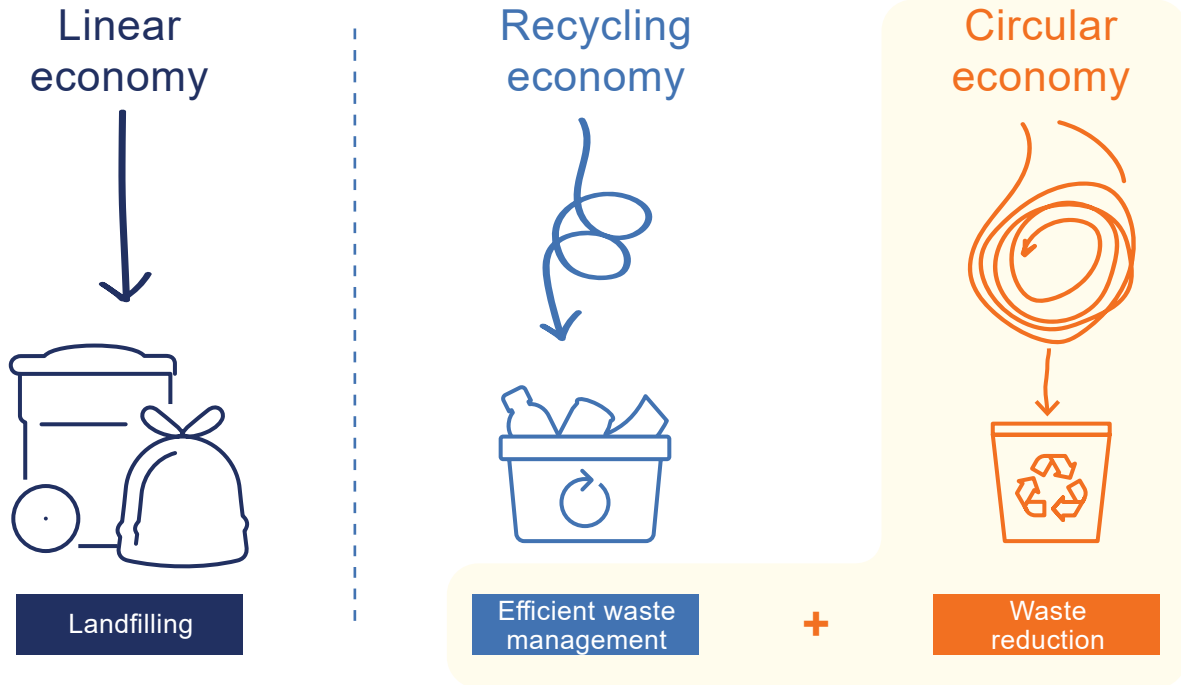 Linear
economy
Recycling
economy
Circular
economy
Landfilling
Efficient waste
management
+
Waste
reduction